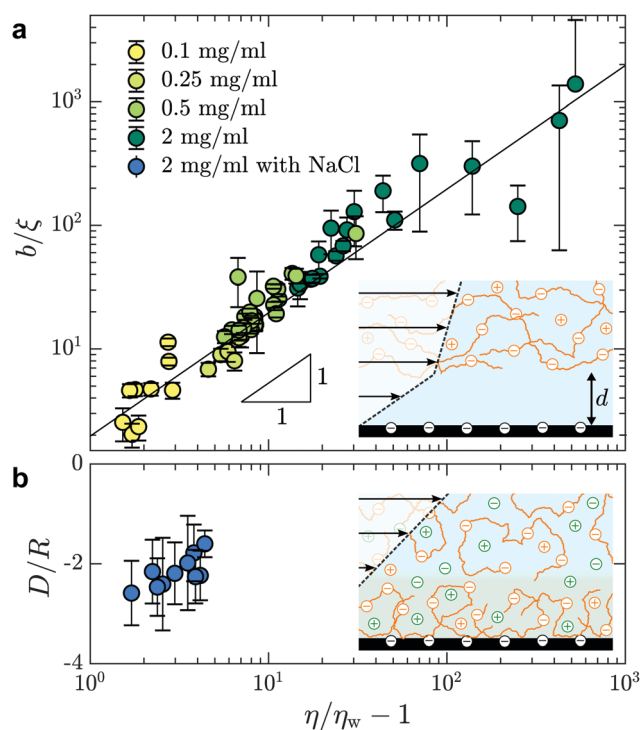 a
0.1 mg/ml
0.25 mg/ml
0.5 mg/ml
2 mg/ml
2 mg/ml with NaCl
10³
10²
10¹
b/ξ
1
1
d
b
0
-2
-4
D/R
10⁰
10¹
10²
10³
η/η_w − 1